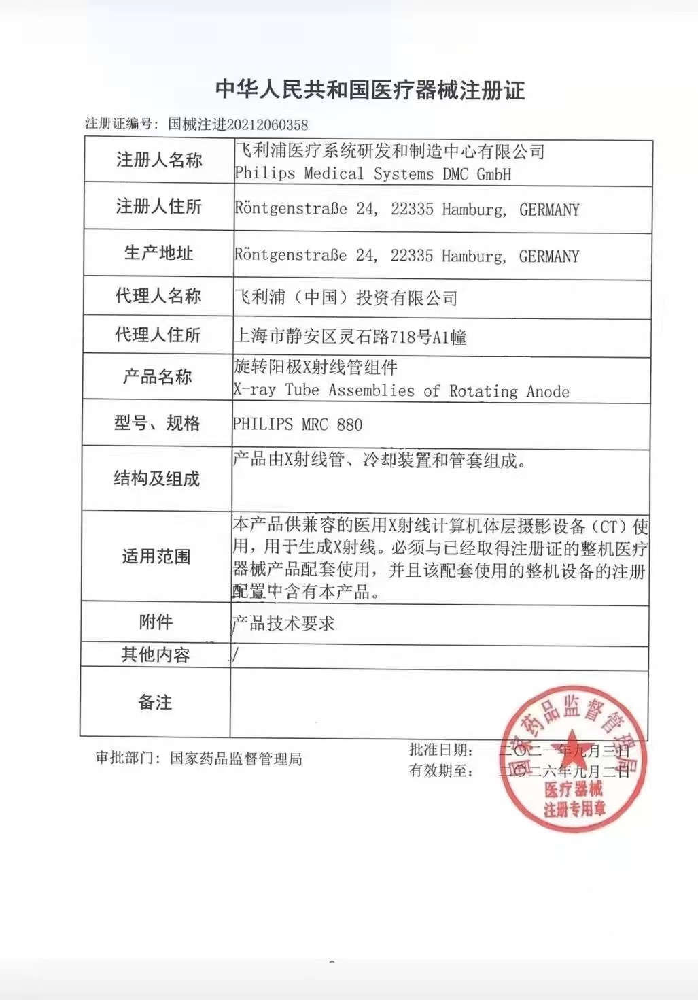 中华人民共和国医疗器械注册证
注册证编号：国械注进20212060358
注册人名称
飞利浦医疗系统研发和制造中心有限公司
Philips Medical Systems DMC GmbH
注册人住所
Röntgenstraße 24, 22335 Hamburg, GERMANY
生产地址
Röntgenstraße 24, 22335 Hamburg, GERMANY
代理人名称
飞利浦（中国）投资有限公司
代理人住所
上海市静安区灵石路718号A1幢
产品名称
旋转阳极X射线管组件
X-ray Tube Assemblies of Rotating Anode
型号、规格
PHILIPS MRC 880
结构及组成
产品由X射线管、冷却装置和管套组成。
适用范围
本产品供兼容的医用X射线计算机体层摄影设备（CT）使
用，用于生成X射线。必须与已经取得注册证的整机医疗
器械产品配套使用，并且该配套使用的整机设备的注册
配置中含有本产品。
附件
产品技术要求
其他内容
/
备注
审批部门：国家药品监督管理局
批准日期：二〇二一年九月三日
有效期至：二〇二六年九月二日
国家药品监督管理局
医疗器械
注册专用章